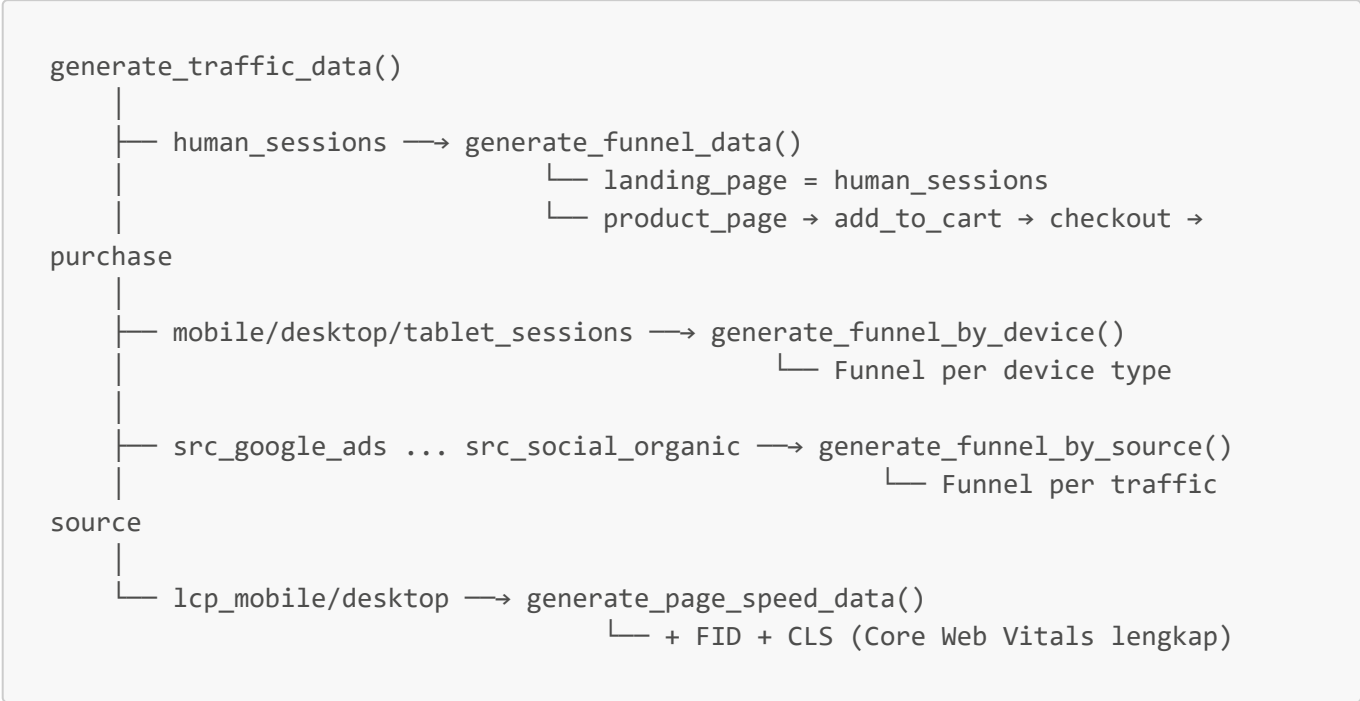 generate_traffic_data()
│
├── human_sessions ──→ generate_funnel_data()
│                      └── landing_page = human_sessions
│                      └── product_page → add_to_cart → checkout →
purchase
│
├── mobile/desktop/tablet_sessions ──→ generate_funnel_by_device()
│                                      └── Funnel per device type
│
├── src_google_ads ... src_social_organic ──→ generate_funnel_by_source()
│                                             └── Funnel per traffic
source
│
└── lcp_mobile/desktop ──→ generate_page_speed_data()
                           └── + FID + CLS (Core Web Vitals lengkap)